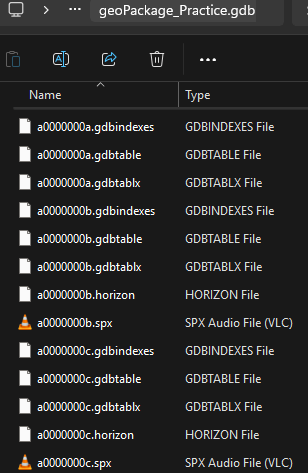 geoPackage_Practice.gdb
Name Type
a0000000a.gdbindexes GDBINDEXES File
a0000000a.gdbtable GDBTABLE File
a0000000a.gdbtablx GDBTABLX File
a0000000b.gdbindexes GDBINDEXES File
a0000000b.gdbtable GDBTABLE File
a0000000b.gdbtablx GDBTABLX File
a0000000b.horizon HORIZON File
a0000000b.spx SPX Audio File (VLC)
a0000000c.gdbindexes GDBINDEXES File
a0000000c.gdbtable GDBTABLE File
a0000000c.gdbtablx GDBTABLX File
a0000000c.horizon HORIZON File
a0000000c.spx SPX Audio File (VLC)